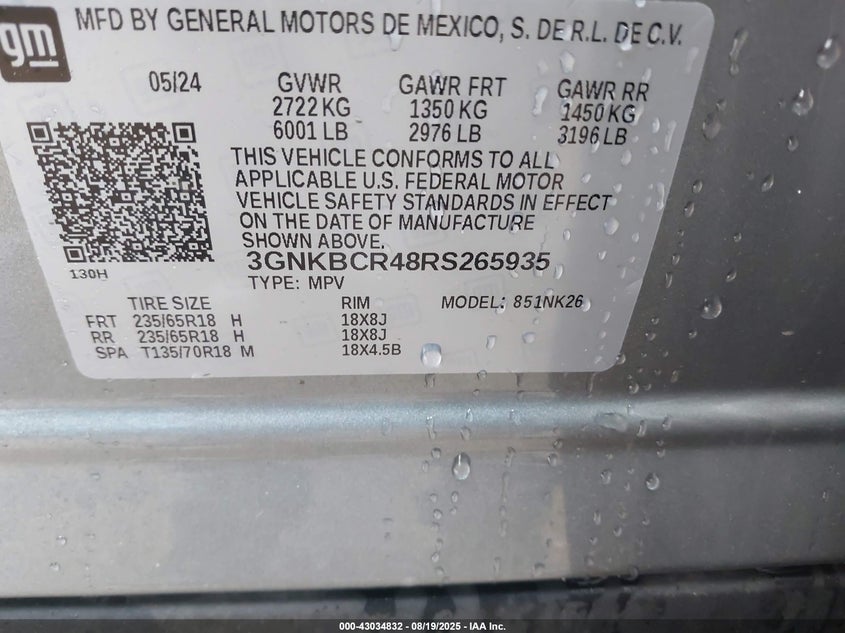 gm
MFD BY GENERAL MOTORS DE MEXICO, S. DE R.L. DE C.V.
05/24 GVWR GAWR FRT GAWR RR
2722 KG 1350 KG 1450 KG
6001 LB 2976 LB 3196 LB
THIS VEHICLE CONFORMS TO ALL
APPLICABLE U.S. FEDERAL MOTOR
VEHICLE SAFETY STANDARDS IN EFFECT
ON THE DATE OF MANUFACTURE
SHOWN ABOVE.
3GNKBCR48RS265935
130H
TYPE: MPV
TIRE SIZE RIM MODEL: 851NK26
FRT 235/65R18 H 18X8J
RR 235/65R18 H 18X8J
SPA T135/70R18 M 18X4.5B
000-43034832 - 08/19/2025 - IAA Inc.